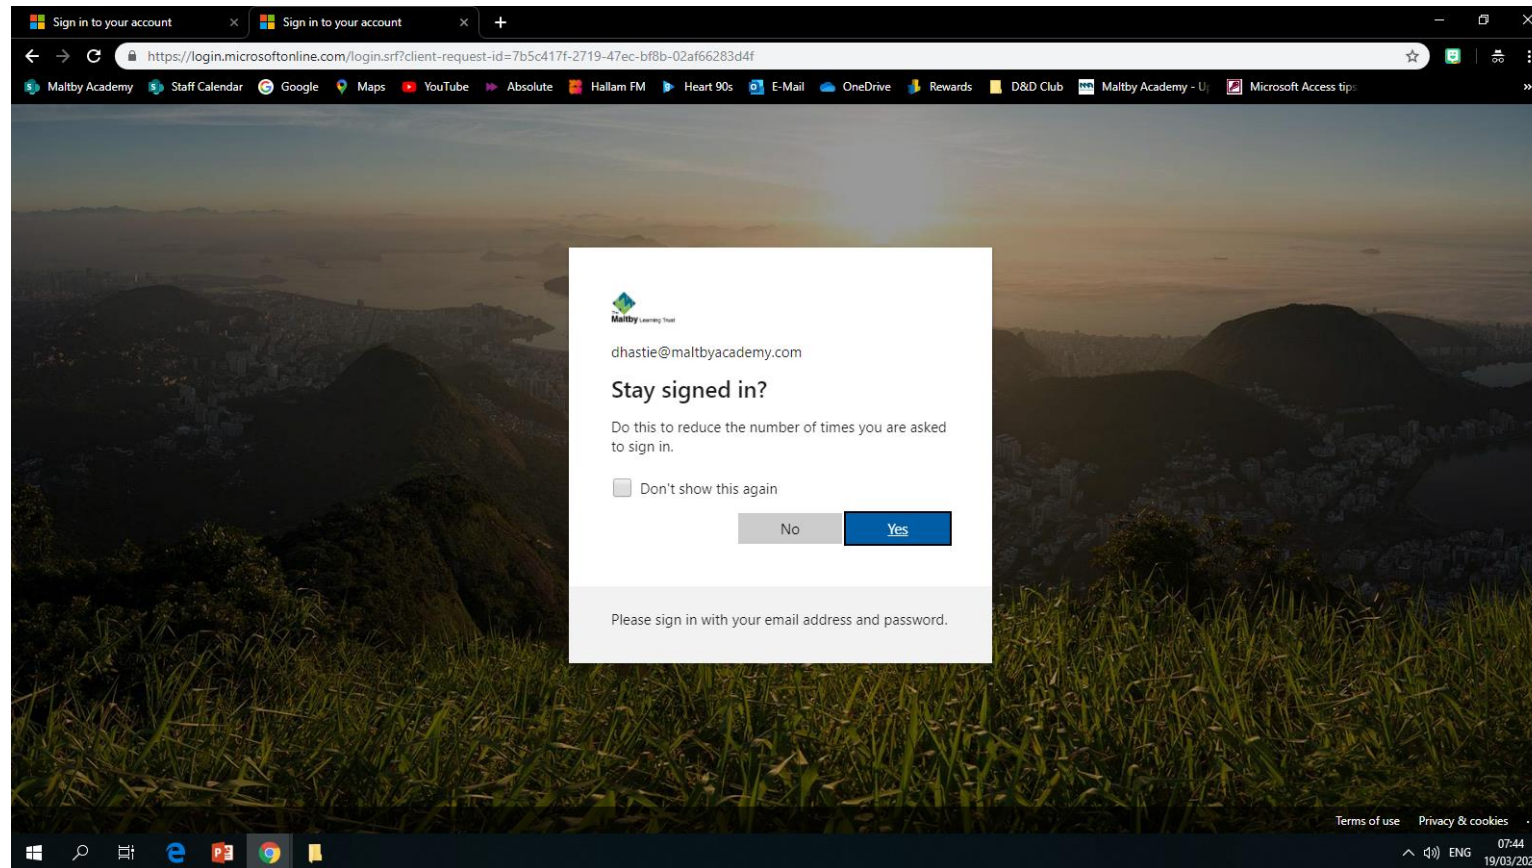 Sign in to your account
Sign in to your account
https://login.microsoftonline.com/login.srf?client-request-id=7b5c417f-2719-47ec-bf8b-02af66283d4f
Maltby Academy Staff Calendar Google Maps YouTube Absolute Hallam FM Heart 90s E-Mail OneDrive Rewards D&D Club Maltby Academy - Microsoft Access tips
The
Maltby Learning Trust
dhastie@maltbyacademy.com
Stay signed in?
Do this to reduce the number of times you are asked
to sign in.
Don't show this again
No Yes
Please sign in with your email address and password.
Terms of use Privacy & cookies
ENG 07:44
19/03/202